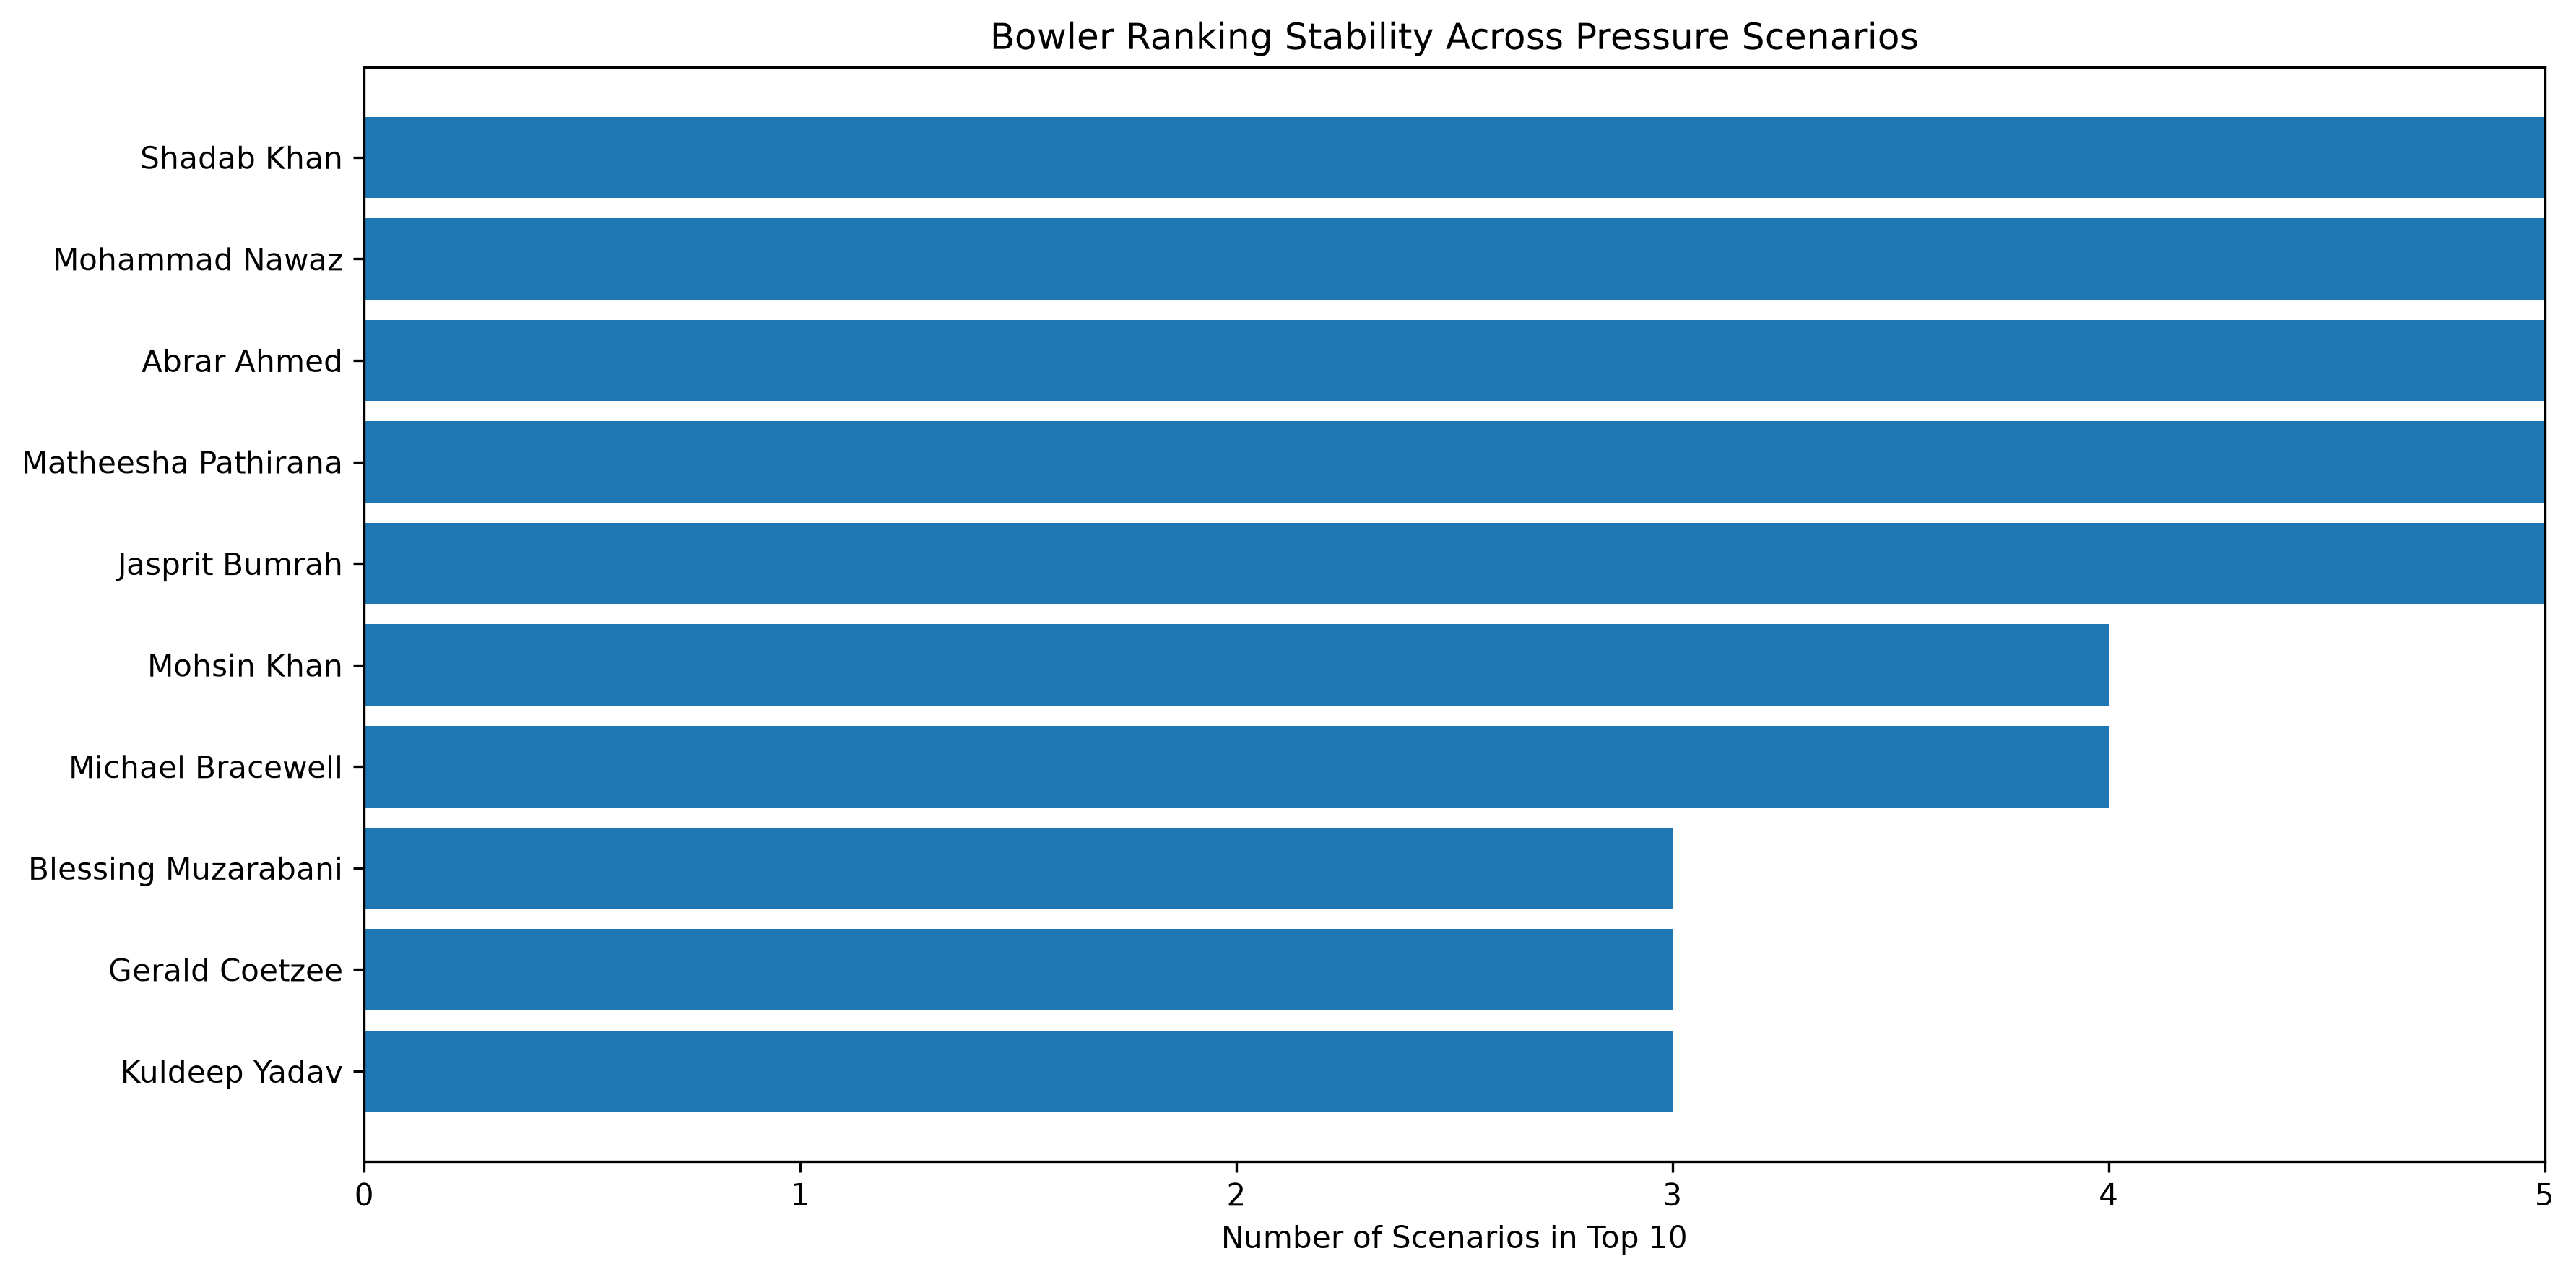 Bowler Ranking Stability Across Pressure Scenarios
Shadab Khan
Mohammad Nawaz
Abrar Ahmed
Matheesha Pathirana
Jasprit Bumrah
Mohsin Khan
Michael Bracewell
Blessing Muzarabani
Gerald Coetzee
Kuldeep Yadav
0 1 2 3 4 5
Number of Scenarios in Top 10